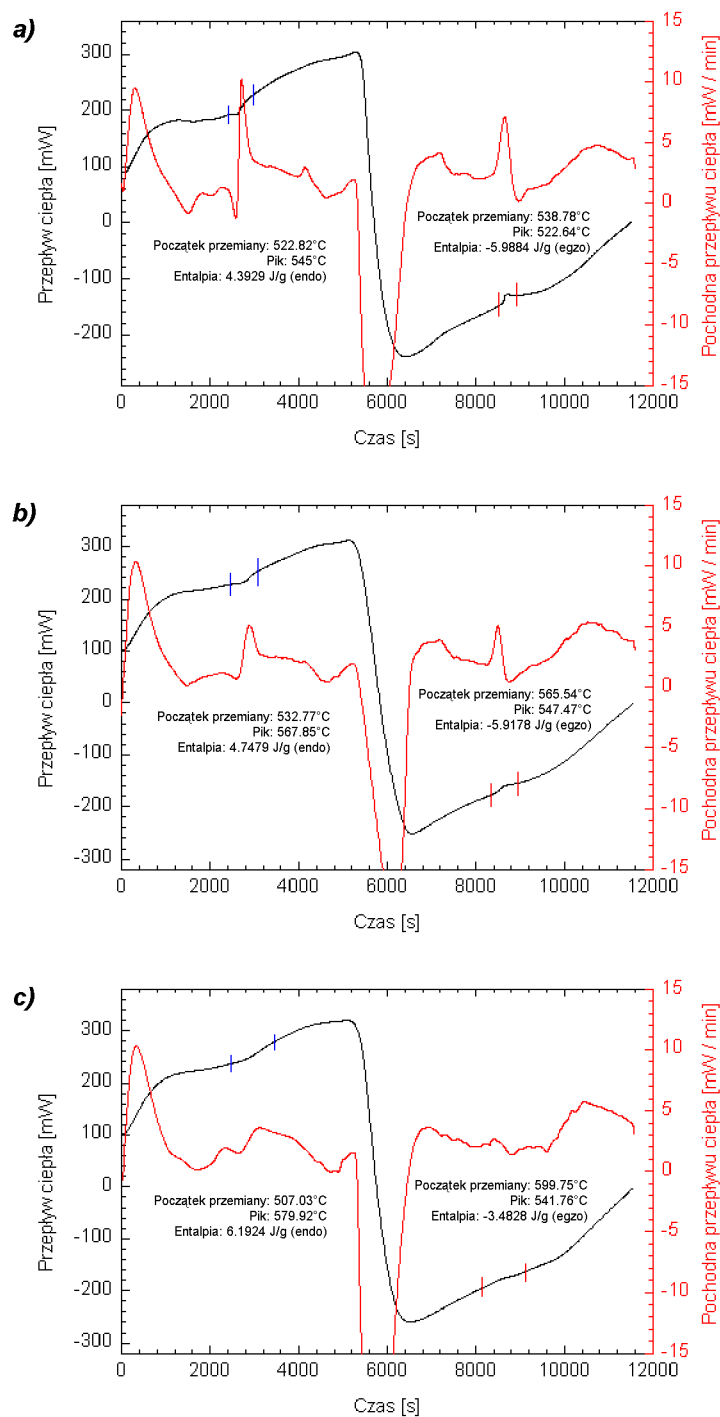 a)
Przepływ ciepła [mW]
300
200
100
0
-100
-200
15
10
5
0
-5
-10
-15
Pochodna przepływu ciepła [mW / min]
Początek przemiany: 522.82°C
Pik: 545°C
Entalpia: 4.3929 J/g (endo)
Początek przemiany: 538.78°C
Pik: 522.64°C
Entalpia: -5.9884 J/g (egzo)
0 2000 4000 6000 8000 10000 12000
Czas [s]
b)
Przepływ ciepła [mW]
300
200
100
0
-100
-200
-300
15
10
5
0
-5
-10
-15
Pochodna przepływu ciepła [mW / min]
Początek przemiany: 532.77°C
Pik: 567.85°C
Entalpia: 4.7479 J/g (endo)
Początek przemiany: 565.54°C
Pik: 547.47°C
Entalpia: -5.9178 J/g (egzo)
0 2000 4000 6000 8000 10000 12000
Czas [s]
c)
Przepływ ciepła [mW]
300
200
100
0
-100
-200
-300
15
10
5
0
-5
-10
-15
Pochodna przepływu ciepła [mW / min]
Początek przemiany: 507.03°C
Pik: 579.92°C
Entalpia: 6.1924 J/g (endo)
Początek przemiany: 599.75°C
Pik: 541.76°C
Entalpia: -3.4828 J/g (egzo)
0 2000 4000 6000 8000 10000 12000
Czas [s]